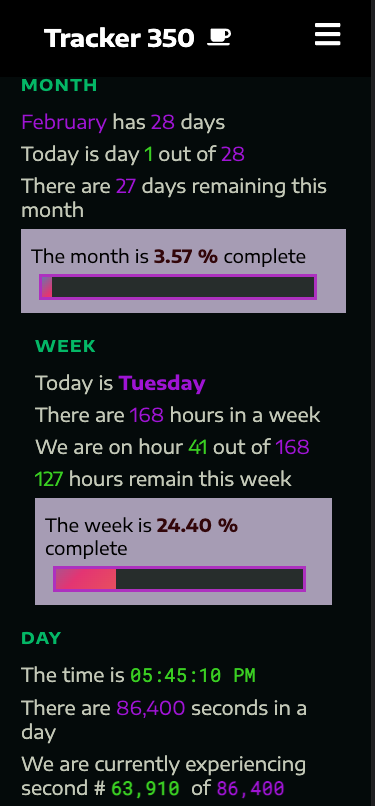 Tracker 350
MONTH
February has 28 days
Today is day 1 out of 28
There are 27 days remaining this
month
The month is 3.57 % complete
WEEK
Today is Tuesday
There are 168 hours in a week
We are on hour 41 out of 168
127 hours remain this week
The week is 24.40 %
complete
DAY
The time is 05:45:10 PM
There are 86,400 seconds in a
day
We are currently experiencing
second # 63,910 of 86,400